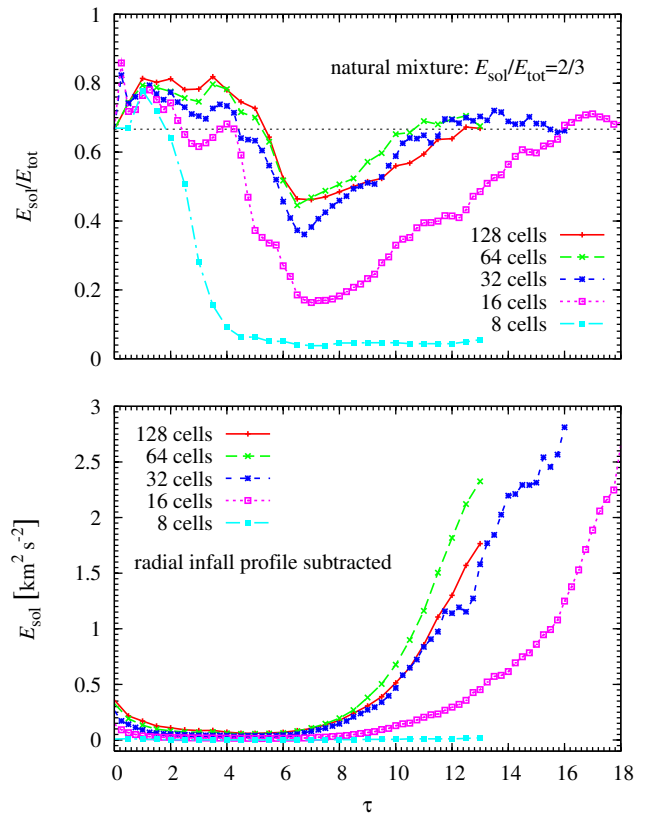 1
0.8
0.6
0.4
0.2
0
E_sol/E_tot
natural mixture: E_sol/E_tot=2/3
128 cells
64 cells
32 cells
16 cells
8 cells
3
2.5
2
1.5
1
0.5
0
E_sol [km² s⁻²]
128 cells
64 cells
32 cells
16 cells
8 cells
radial infall profile subtracted
0 2 4 6 8 10 12 14 16 18
τ